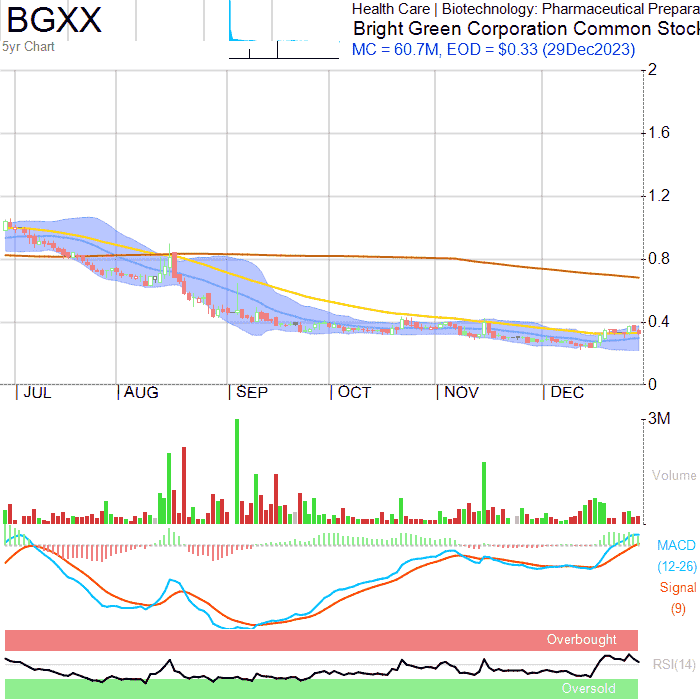 BGXX
5yr Chart
Health Care | Biotechnology: Pharmaceutical Prepara
Bright Green Corporation Common Stock
MC = 60.7M, EOD = $0.33 (29Dec2023)
2
1.6
1.2
0.8
0.4
0
JUL AUG SEP OCT NOV DEC
3M
Volume
MACD
(12-26)
Signal
(9)
Overbought
RSI(14)
Oversold